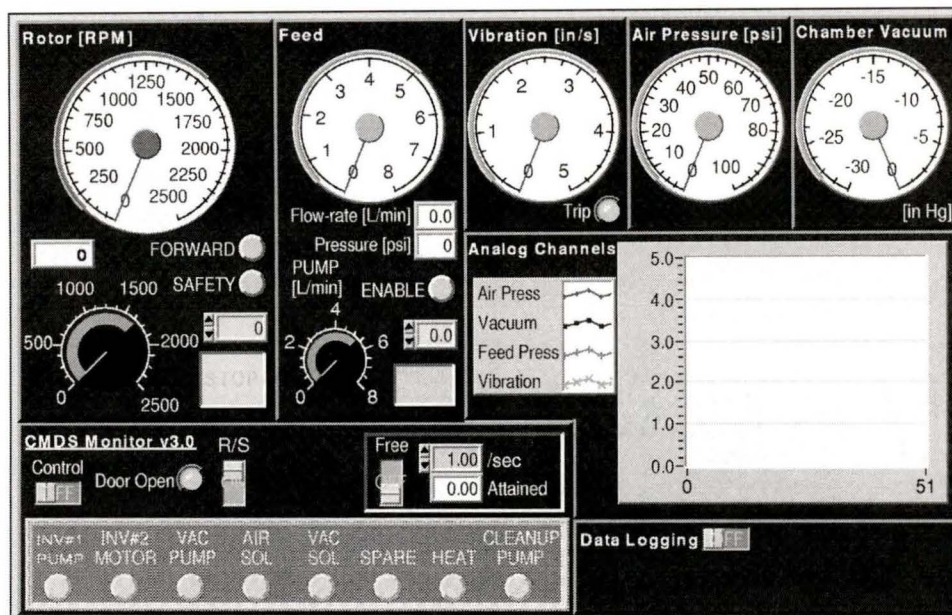 Rotor [RPM]
1250
1000 1500
750 1750
500 2000
250 2500
0
0
FORWARD
SAFETY
1000 1500
500 2000
0
0 2500
STOP
Feed
4
3 5
2 6
1 7
0 8
Flow-rate [L/min] 0.0
Pressure [psi] 0
PUMP
[L/min] ENABLE
4
2 6
0.0
0 8
Vibration [in/s]
2 3
1 4
0 5
Trip
Air Pressure [psi]
50
40 60
30 70
20 80
10 100
0
Chamber Vacuum
-15
-20 -10
-25 -5
-30 0
[in Hg]
Analog Channels
Air Press
Vacuum
Feed Press
Vibration
5.0
4.0
3.0
2.0
1.0
0.0
0 51
CMDS Monitor v3.0
Control
Door Open
R/S
Free
1.00 /sec
0.00 Attained
INV#1 INV#2 VAC AIR VAC CLEANUP
PUMP MOTOR PUMP SOL SOL SPARE HEAT PUMP
Data Logging